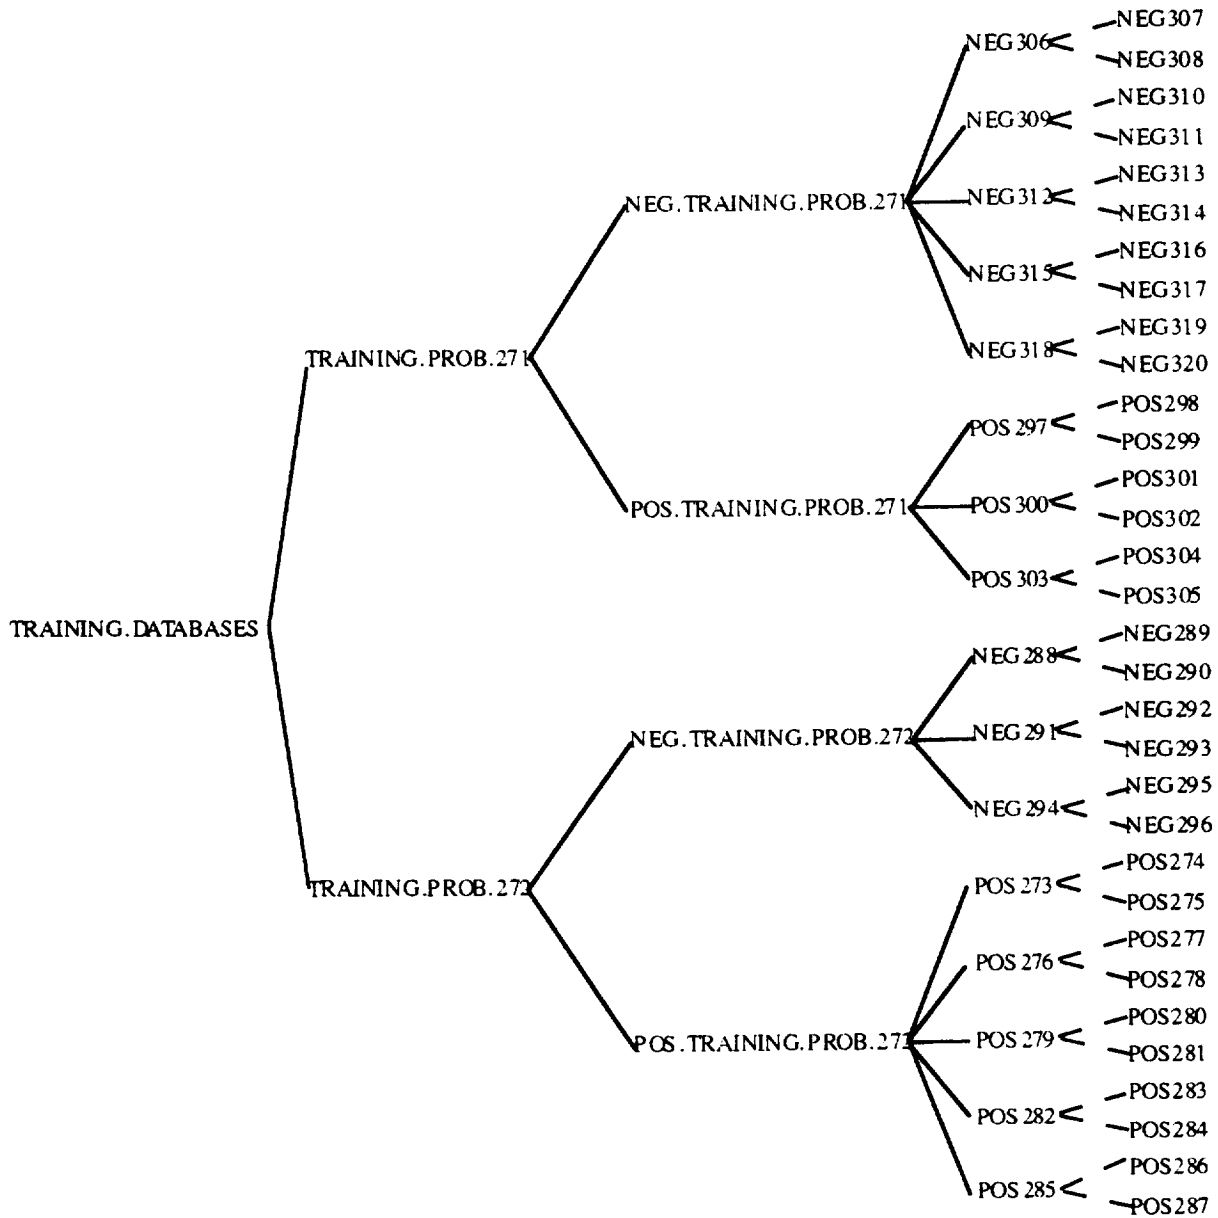 NEG307
NEG306
NEG308
NEG310
NEG309
NEG311
NEG313
NEG.TRAINING.PROB.271
NEG312
NEG314
NEG316
NEG315
NEG317
NEG319
NEG318
TRAINING.PROB.271
NEG320
POS298
POS297
POS299
POS301
POS.TRAINING.PROB.271
POS300
POS302
POS304
POS303
POS305
TRAINING.DATABASES
NEG289
NEG288
NEG290
NEG292
NEG.TRAINING.PROB.272
NEG291
NEG293
NEG295
NEG294
NEG296
POS274
TRAINING.PROB.272
POS273
POS275
POS277
POS276
POS278
POS280
POS.TRAINING.PROB.272
POS279
POS281
POS283
POS282
POS284
POS286
POS285
POS287